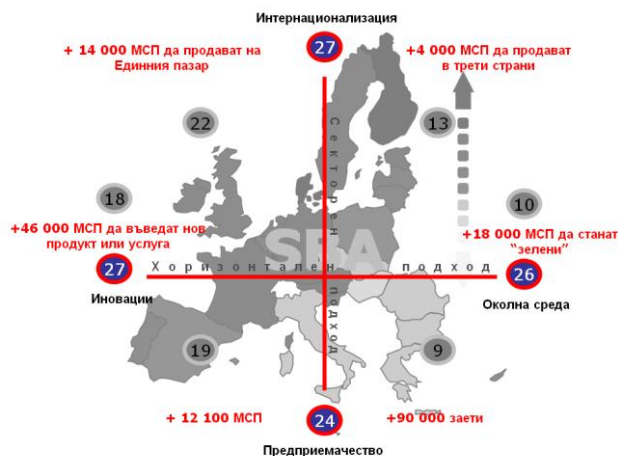 Интернационализация
27
+ 14 000 МСП да продават на
Единния пазар
+4 000 МСП да продават
в трети страни
22
13
18
10
Секторен подход
SBA
+46 000 МСП да въведат нов
продукт или услуга
+18 000 МСП да станат
“зелени”
27
Хоризонтален подход
26
Иновации
Околна среда
19
9
+ 12 100 МСП
24
+90 000 заети
Предприемачество